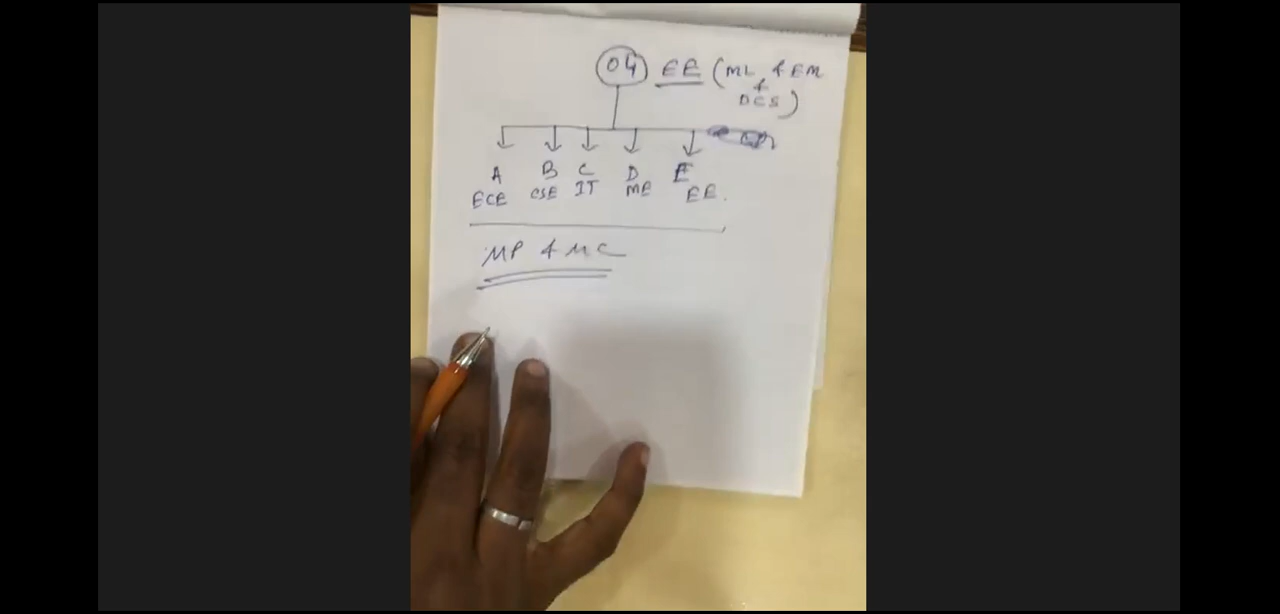 04 EE (ML & EM
&
DCS)
A B C D E
ECE CSE IT ME EE.
MP & MC